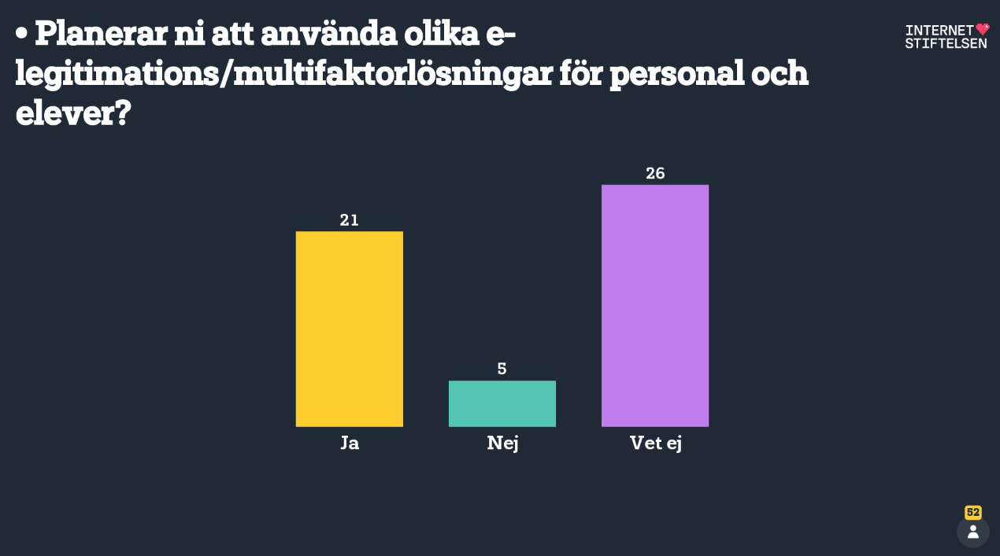 • Planerar ni att använda olika e-
legitimations/multifaktorlösningar för personal och
elever?
INTERNET
STIFTELSEN
26
21
5
Ja
Nej
Vet ej
52